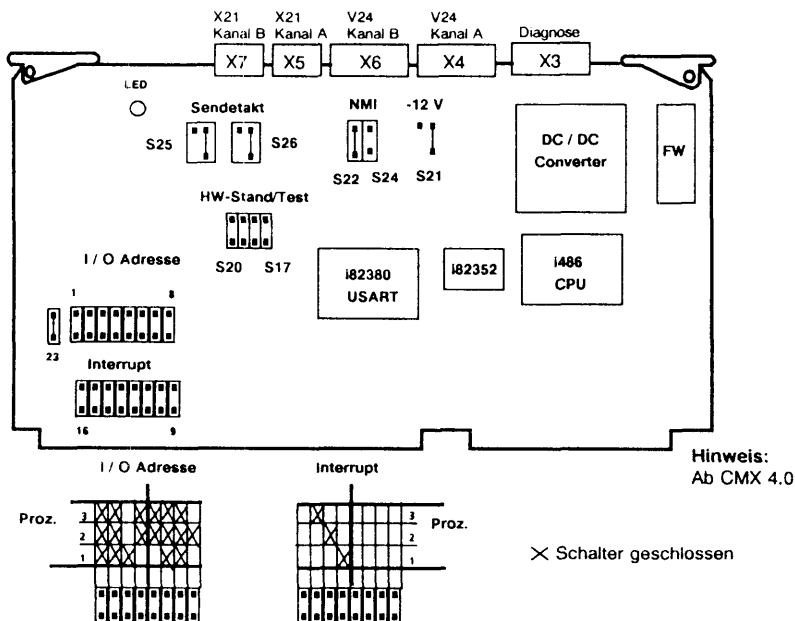 X21 X21 V24 V24
Kanal B Kanal A Kanal B Kanal A Diagnose
X7 X5 X6 X4 X3
LED
Sendetakt NMI -12 V
S25 S26
S22 S24 S21
DC / DC
Converter
FW
HW-Stand/Test
S20 S17
I / O Adresse
1 8
23
i82380
USART
i82352
i486
CPU
Interrupt
16 9
Hinweis:
Ab CMX 4.0
I / O Adresse Interrupt
Proz. 3 3 Proz.
2 2
1 1
Schalter geschlossen